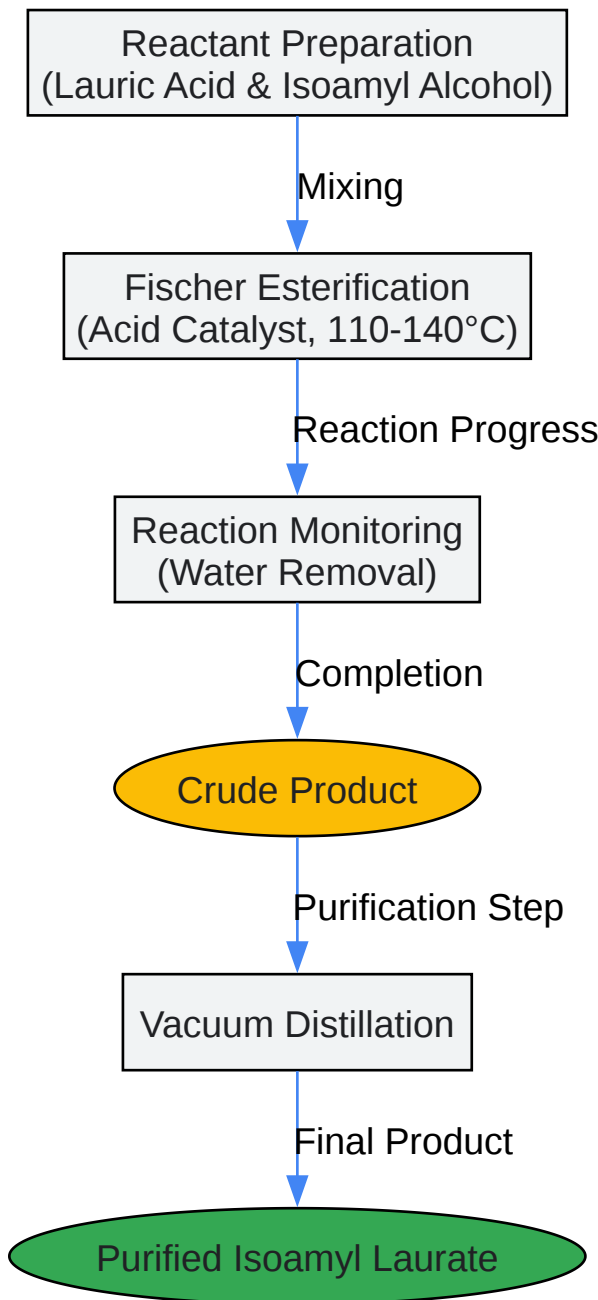 Reactant Preparation
(Lauric Acid & Isoamyl Alcohol)
Mixing
Fischer Esterification
(Acid Catalyst, 110-140°C)
Reaction Progress
Reaction Monitoring
(Water Removal)
Completion
Crude Product
Purification Step
Vacuum Distillation
Final Product
Purified Isoamyl Laurate